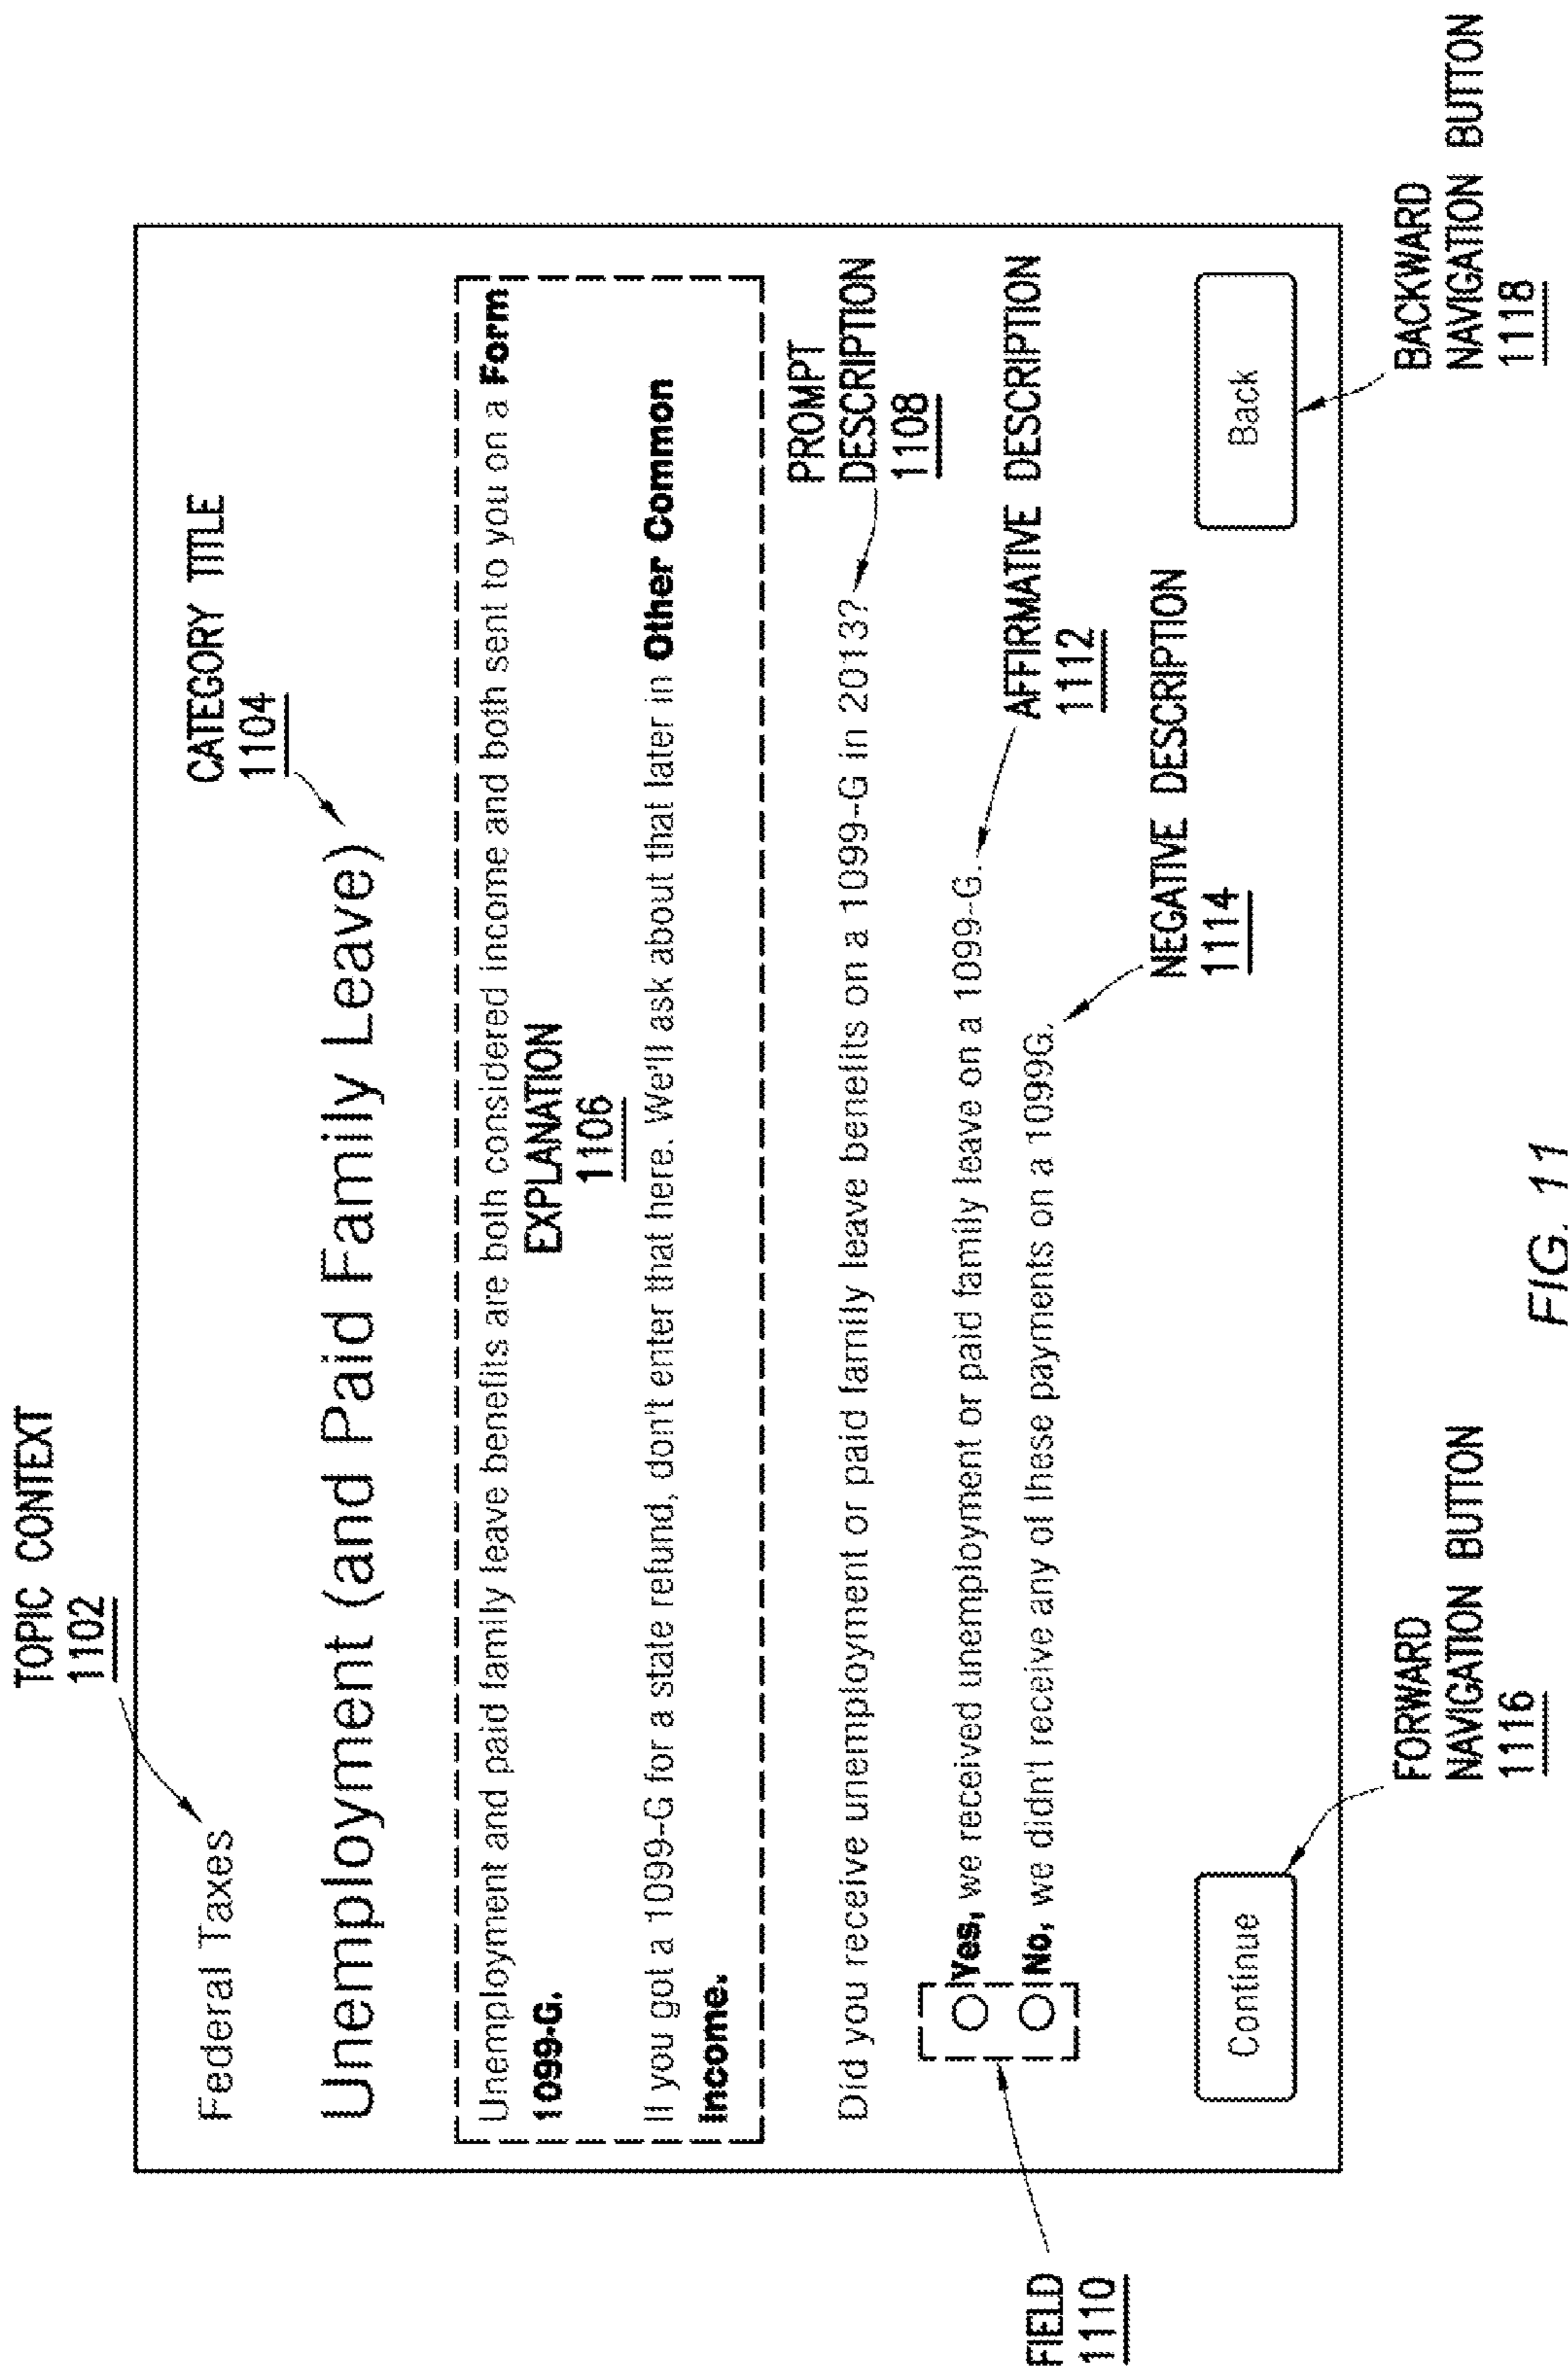 TOPIC CONTEXT
1102
Federal Taxes
CATEGORY TITLE
1104
Unemployment (and Paid Family Leave)
Unemployment and paid family leave benefits are both considered income and both sent to you on a Form
1099-G.
EXPLANATION
1106
If you got a 1099-G for a state refund, don't enter that here. We'll ask about that later in Other Common
Income.
PROMPT
DESCRIPTION
1108
Did you receive unemployment or paid family leave benefits on a 1099-G in 2013?
Yes, we received unemployment or paid family leave on a 1099-G.
AFFIRMATIVE DESCRIPTION
1112
No, we didn't receive any of these payments on a 1099G.
FIELD
1110
NEGATIVE DESCRIPTION
1114
Continue
Back
FORWARD
NAVIGATION BUTTON
1116
BACKWARD
NAVIGATION BUTTON
1118
FIG. 11